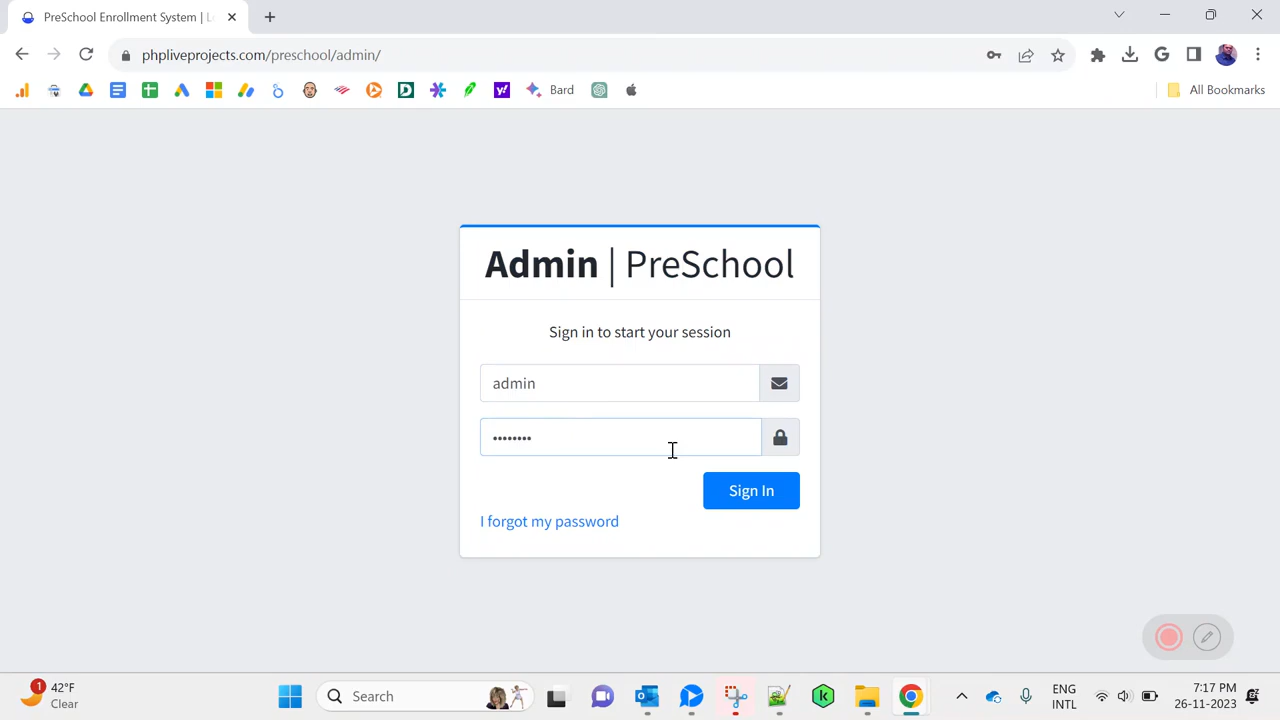 PreSchool Enrollment System | L
phpliveprojects.com/preschool/admin/
Bard
All Bookmarks
Admin | PreSchool
Sign in to start your session
admin
••••••••
Sign In
I forgot my password
1
42°F
Clear
Search
ENG
INTL
7:17 PM
26-11-2023